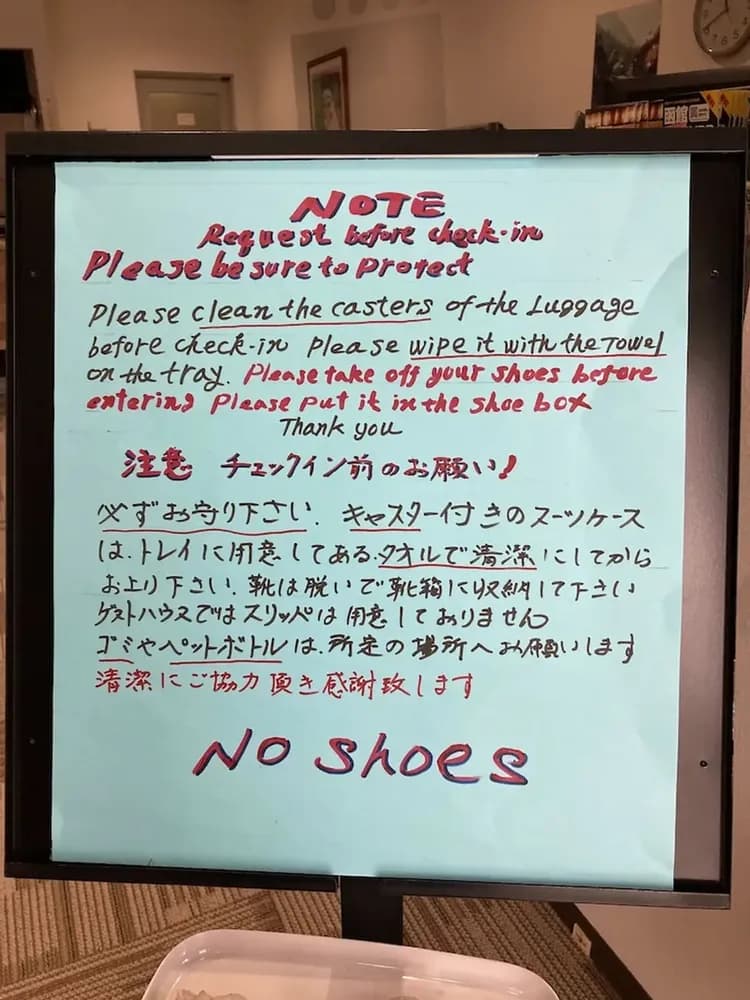 NOTE
Request before check-in
Please be sure to protect
Please clean the casters of the Luggage
before check-in Please wipe it with the Towel
on the tray. Please take off your shoes before
entering Please put it in the shoe box
Thank you
注意 チェックイン前のお願い!
必ずお守り下さい. キャスター付きのスーツケース
は、トレイに用意してある.タオルで清潔にしてから
お上り下さい. 靴は脱いで靴箱に収納して下さい
ゲストハウスではスリッパは用意しておりません
ゴミやペットボトルは、所定の場所へお願いします
清潔にご協力頂き感謝致します
No Shoes
函館